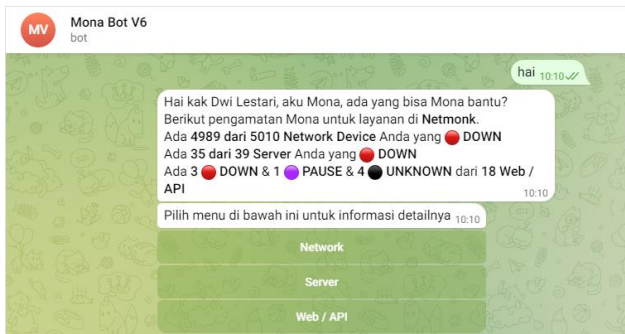 MV
Mona Bot V6
bot
hai 10:10
Hai kak Dwi Lestari, aku Mona, ada yang bisa Mona bantu?
Berikut pengamatan Mona untuk layanan di Netmonk.
Ada 4989 dari 5010 Network Device Anda yang 🔴 DOWN
Ada 35 dari 39 Server Anda yang 🔴 DOWN
Ada 3 🔴 DOWN & 1 🟣 PAUSE & 4 ⚫ UNKNOWN dari 18 Web /
API
10:10
Pilih menu di bawah ini untuk informasi detailnya 10:10
Network
Server
Web / API